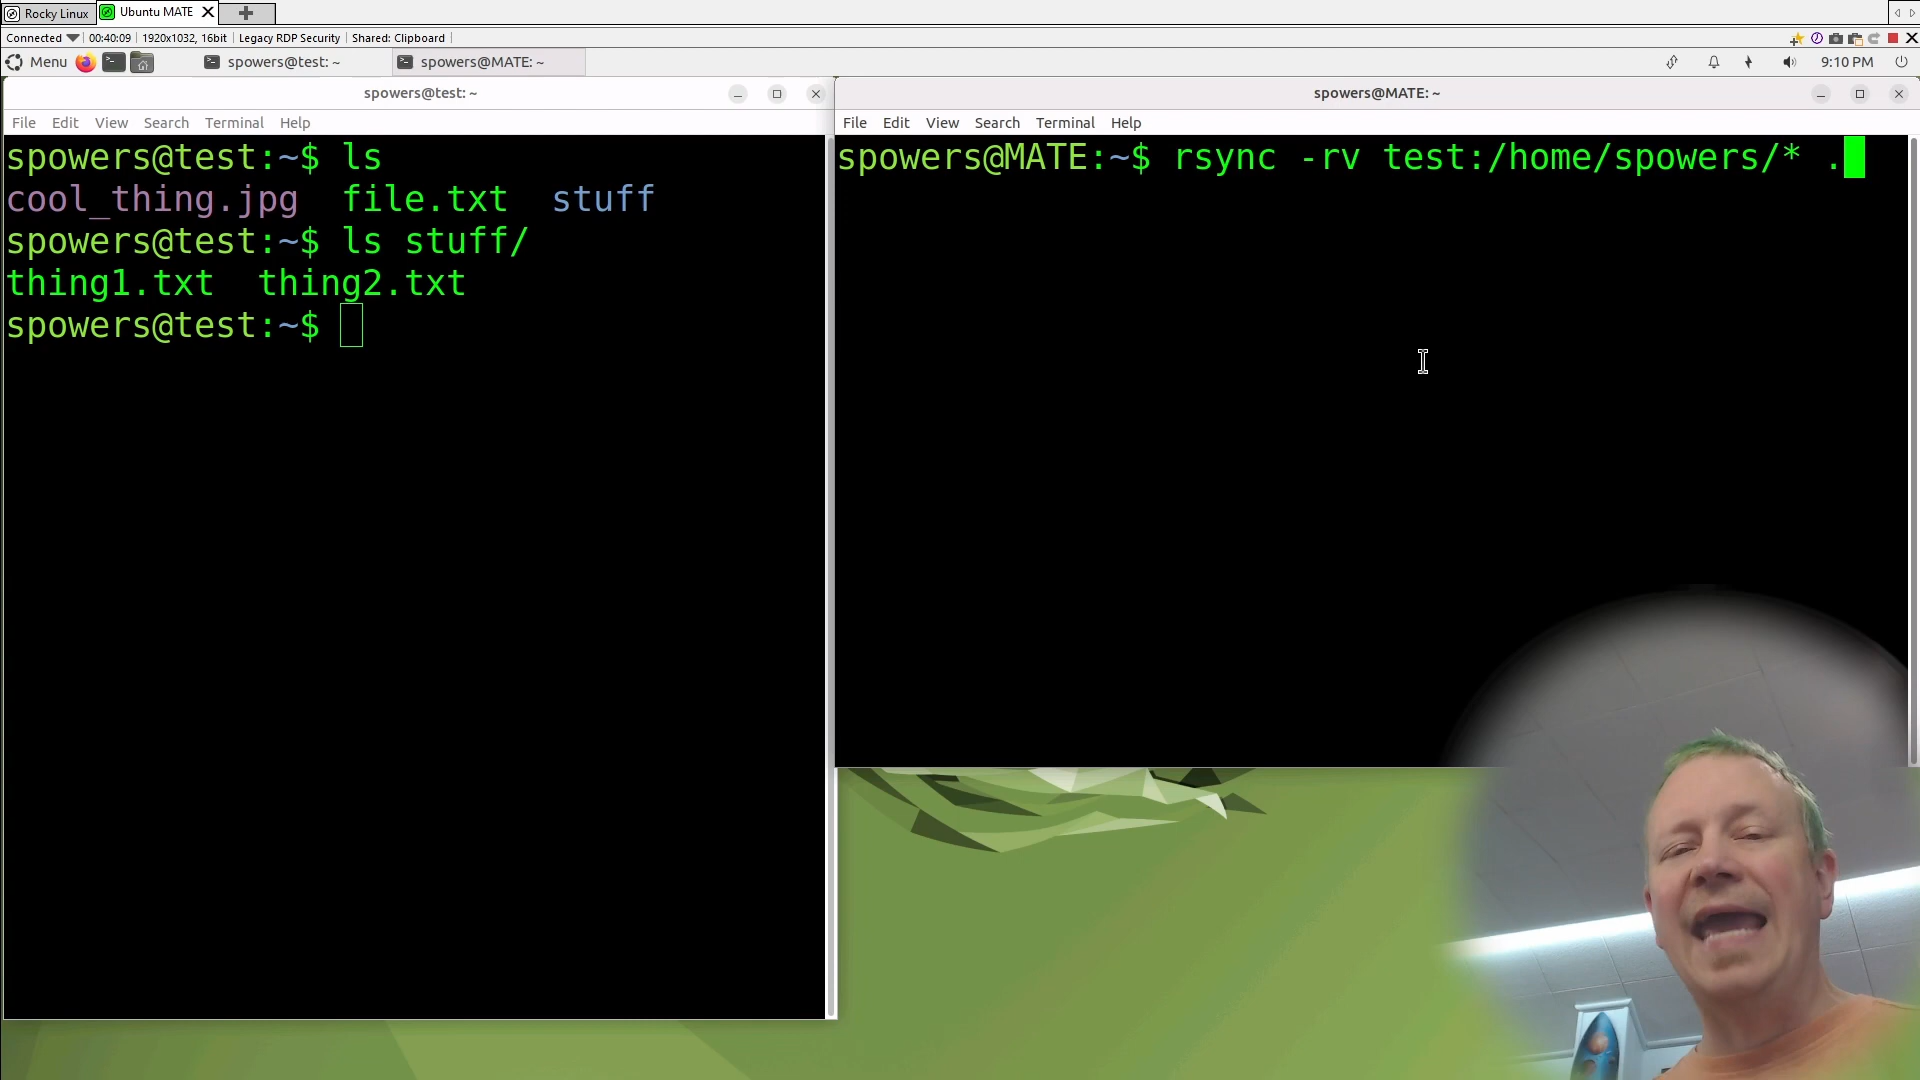 Rocky Linux
Ubuntu MATE
Connected 00:40:09 1920x1032, 16bit Legacy RDP Security Shared: Clipboard
Menu spowers@test: ~ spowers@MATE: ~ 9:10 PM
spowers@test: ~
File Edit View Search Terminal Help
spowers@test:~$ ls
cool_thing.jpg file.txt stuff
spowers@test:~$ ls stuff/
thing1.txt thing2.txt
spowers@test:~$
spowers@MATE: ~
File Edit View Search Terminal Help
spowers@MATE:~$ rsync -rv test:/home/spowers/* .